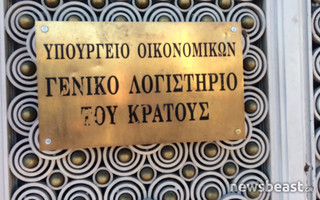 ΥΠΟΥΡΓΕΙΟ ΟΙΚΟΝΟΜΙΚΩΝ
ΓΕΝΙΚΟ ΛΟΓΙΣΤΗΡΙΟ
ΤΟΥ ΚΡΑΤΟΥΣ
newsbeast.gr